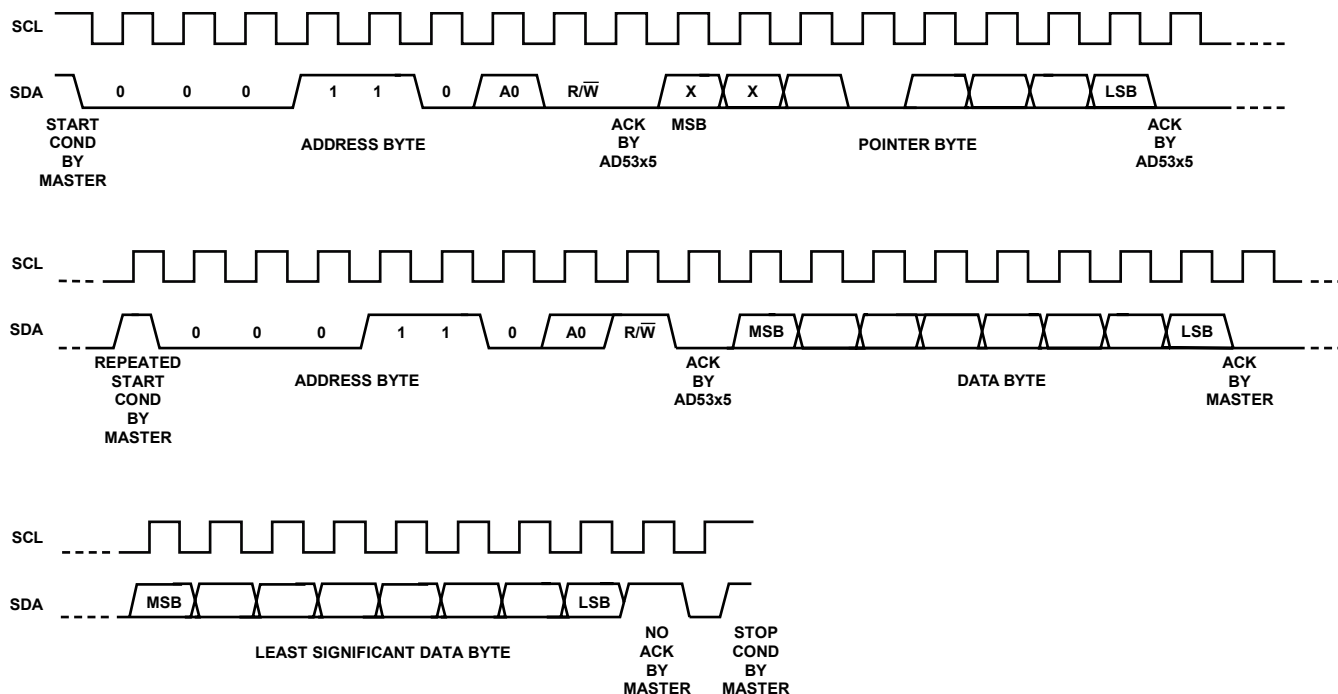 SCL
SDA 0 0 0 1 1 0 A0 R/W̅ X X LSB
START COND BY MASTER
ADDRESS BYTE
ACK BY AD53x5
MSB
POINTER BYTE
ACK BY AD53x5
SCL
SDA 0 0 0 1 1 0 A0 R/W̅ MSB LSB
REPEATED START COND BY MASTER
ADDRESS BYTE
ACK BY AD53x5
DATA BYTE
ACK BY MASTER
SCL
SDA MSB LSB
LEAST SIGNIFICANT DATA BYTE
NO ACK BY MASTER
STOP COND BY MASTER